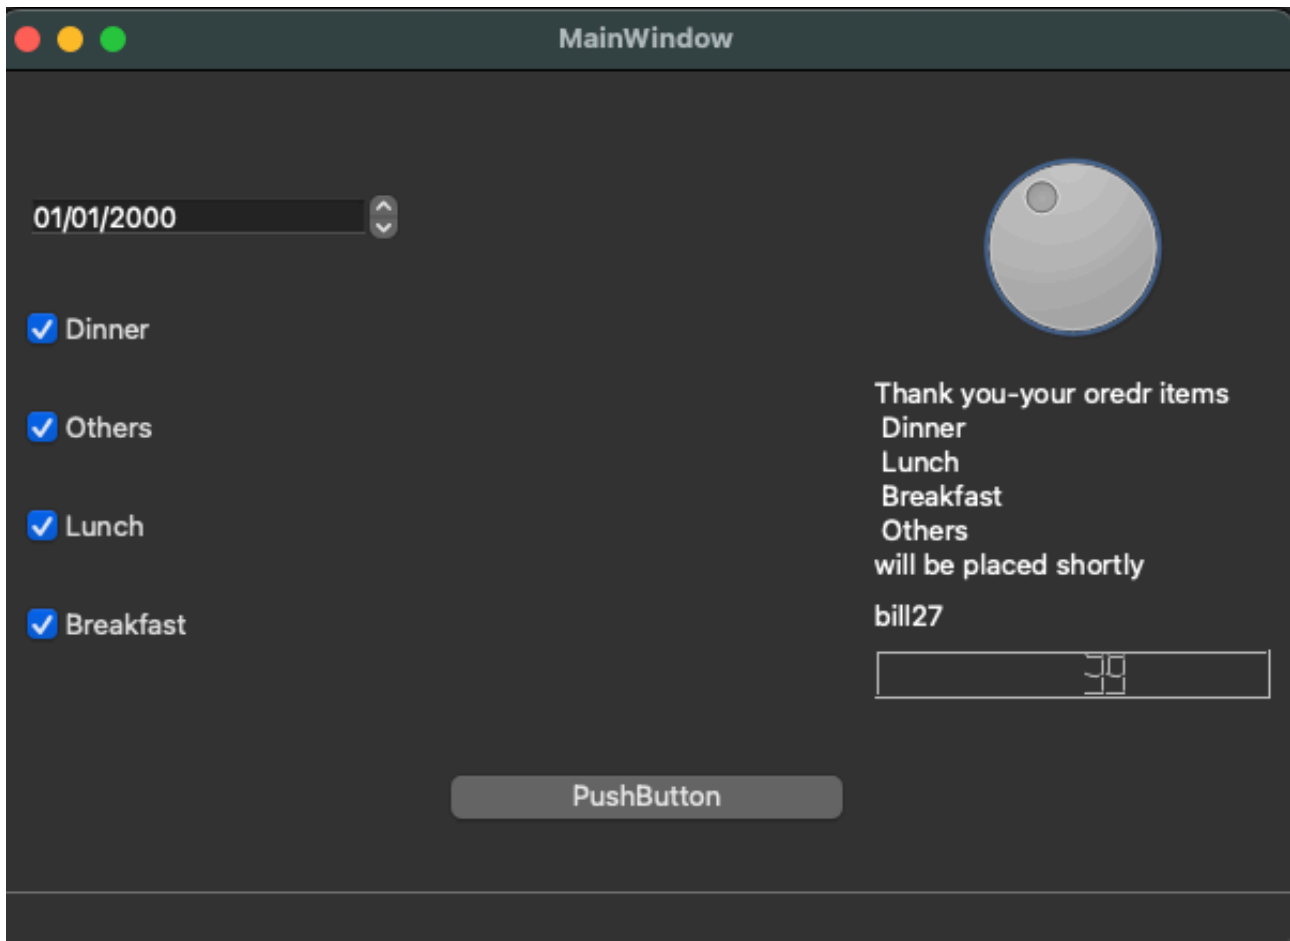 MainWindow
01/01/2000
Dinner
Others
Lunch
Breakfast
Thank you-your oredr items
Dinner
Lunch
Breakfast
Others
will be placed shortly
bill27
39
PushButton